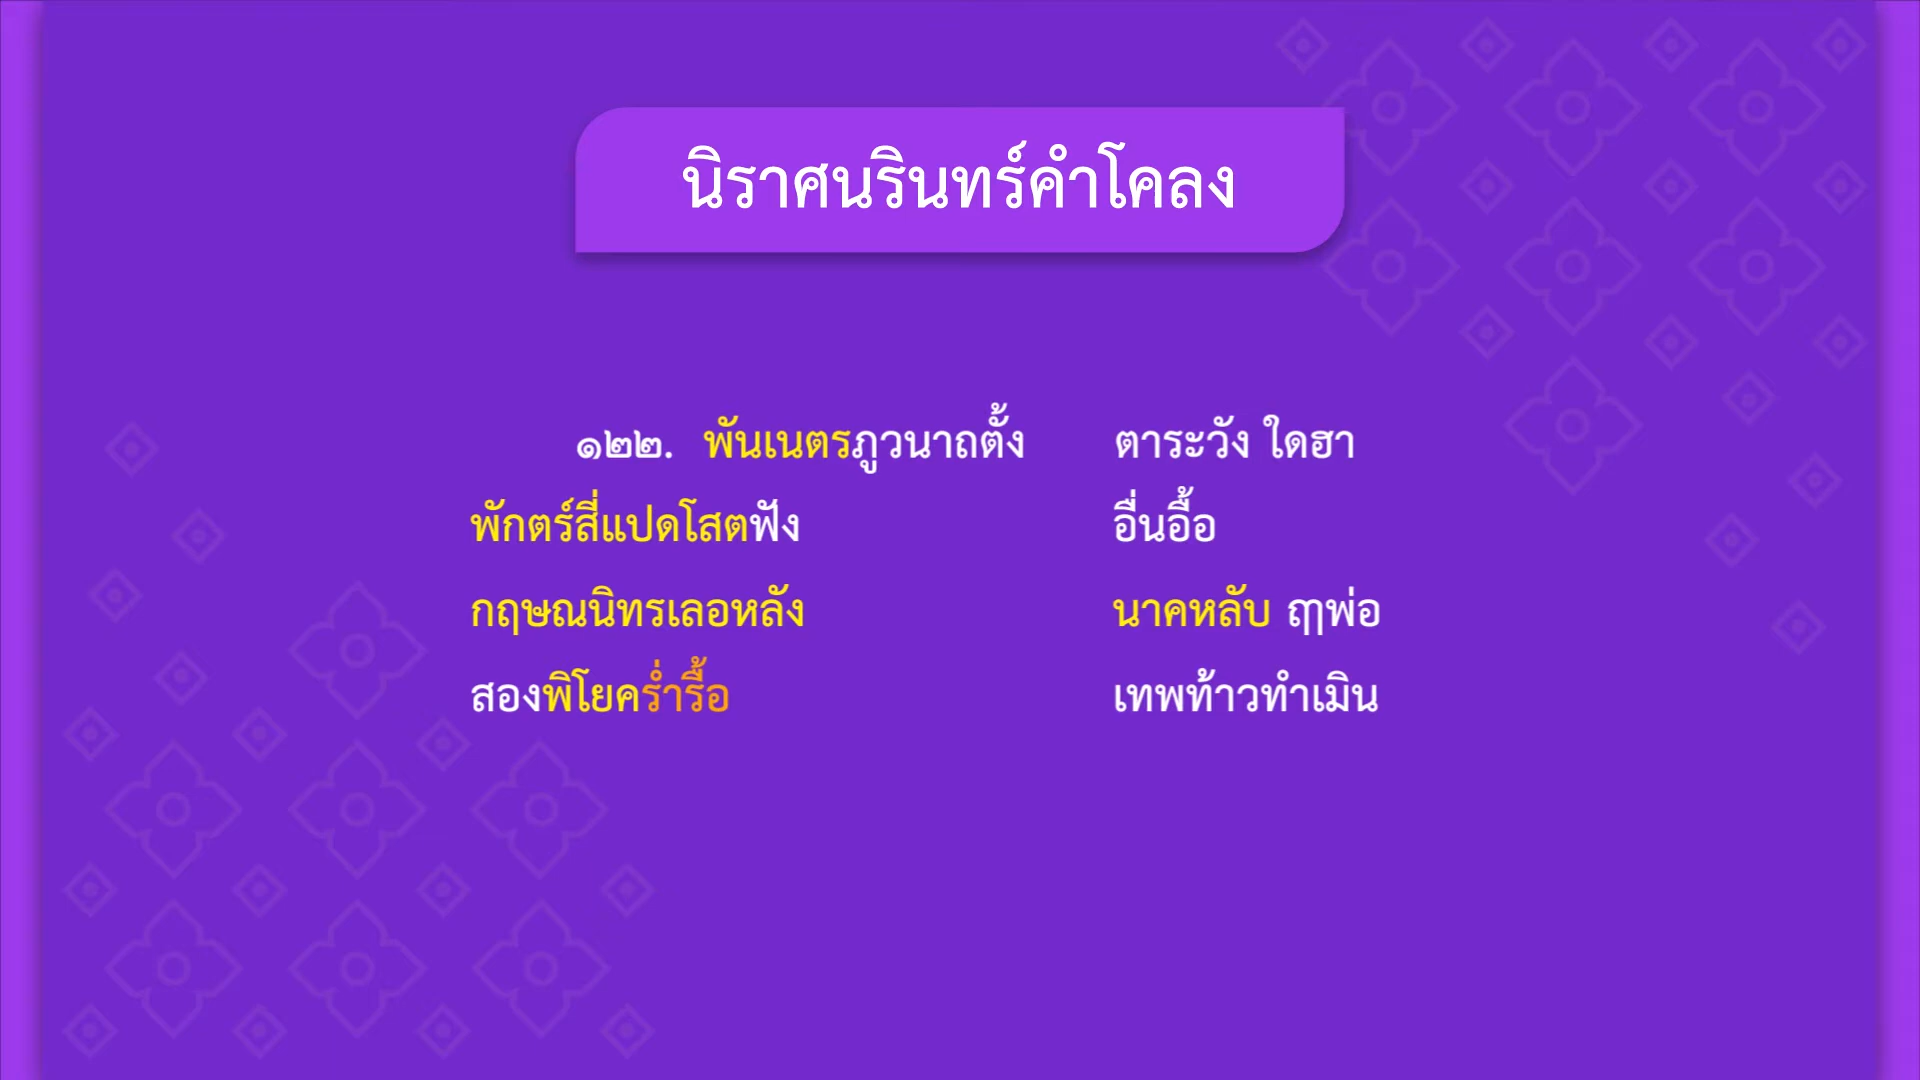 นิราศนรินทร์คำโคลง
๑๒๒. พันเนตรภูวนาถตั้ง ตาระวัง ใดฮา
พักตร์สี่แปดโสตฟัง อื่นอื้อ
กฤษณนิทรเลอหลัง นาคหลับ ฤๅพ่อ
สองพิโยคร่ำรื้อ เทพท้าวทำเมิน